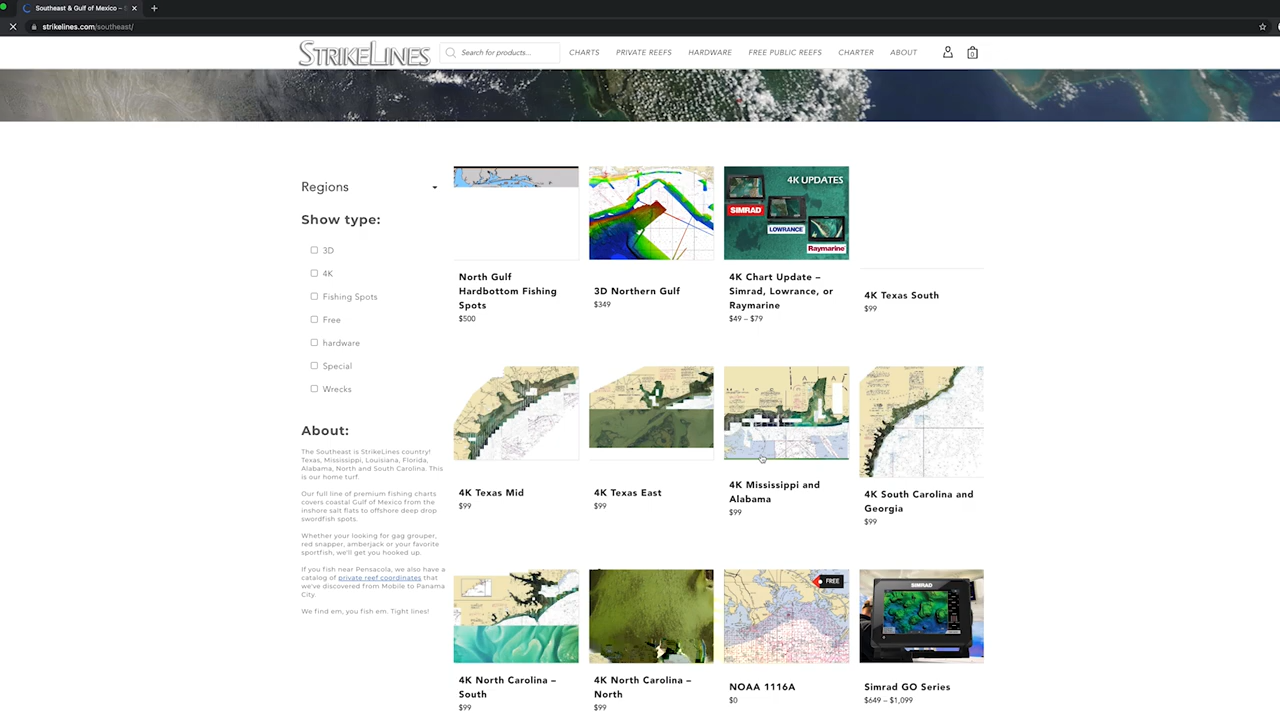 Southeast & Gulf of Mexico –
strikelines.com/southeast/
STRIKELINES
Search for products...
CHARTS
PRIVATE REEFS
HARDWARE
FREE PUBLIC REEFS
CHARTER
ABOUT
0
Regions
Show type:
3D
4K
Fishing Spots
Free
hardware
Special
Wrecks
About:
The Southeast is StrikeLines country!
Texas, Mississippi, Louisiana, Florida,
Alabama, North and South Carolina. This
is our home turf.
Our full line of premium fishing charts
covers coastal Gulf of Mexico from the
inshore salt flats to offshore deep drop
swordfish spots.
Whether your looking for gag grouper,
red snapper, amberjack or your favorite
sportfish, we'll get you hooked up.
If you fish near Pensacola, we also have a
catalog of private reef coordinates that
we've discovered from Mobile to Panama
City.
We find em, you fish em. Tight lines!
North Gulf
Hardbottom Fishing
Spots
$500
3D Northern Gulf
$349
4K UPDATES
SIMRAD
LOWRANCE
Raymarine
4K Chart Update –
Simrad, Lowrance, or
Raymarine
$49 – $79
4K Texas South
$99
4K Texas Mid
$99
4K Texas East
$99
4K Mississippi and
Alabama
$99
4K South Carolina and
Georgia
$99
4K North Carolina –
South
$99
4K North Carolina –
North
$99
FREE
NOAA 1116A
$0
SIMRAD
Simrad GO Series
$649 – $1,099